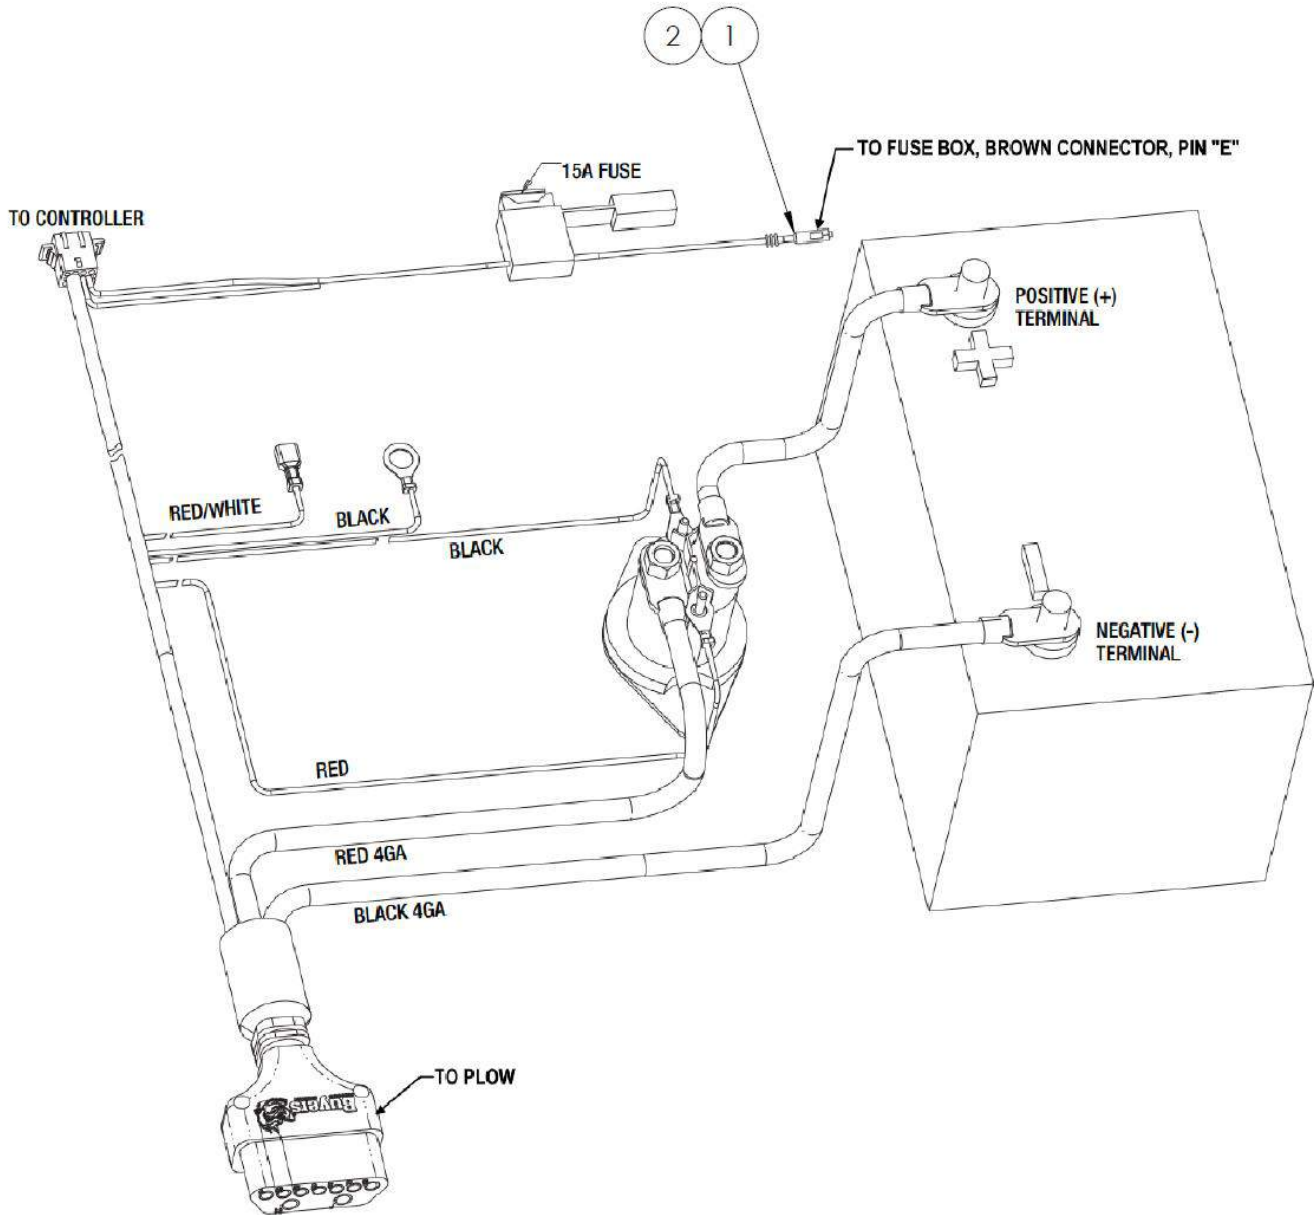 2 1
TO FUSE BOX, BROWN CONNECTOR, PIN "E"
15A FUSE
TO CONTROLLER
POSITIVE (+)
TERMINAL
RED/WHITE
BLACK
BLACK
NEGATIVE (-)
TERMINAL
RED
RED 4GA
BLACK 4GA
TO PLOW
Buyers